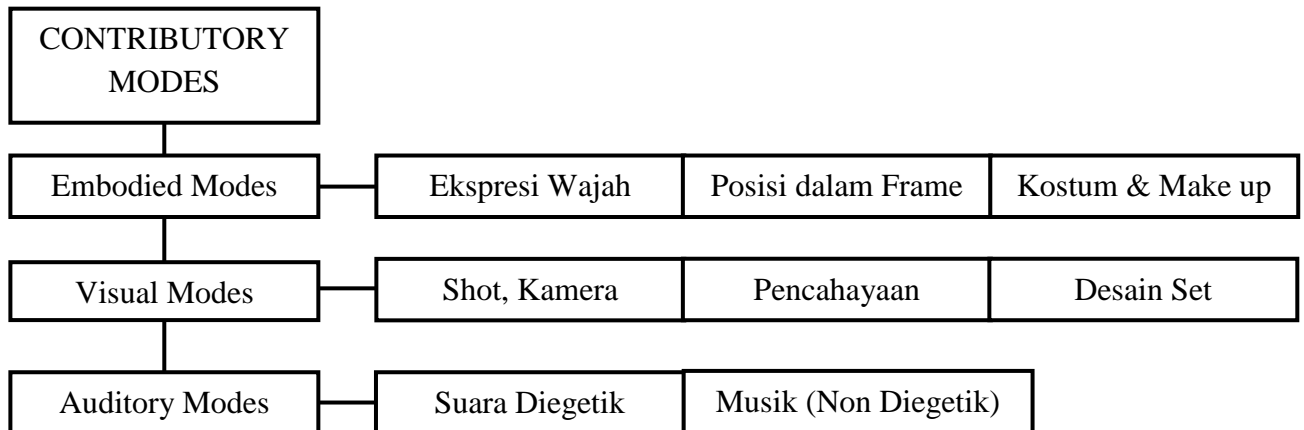 CONTRIBUTORY
MODES
Embodied Modes
Ekspresi Wajah
Posisi dalam Frame
Kostum & Make up
Visual Modes
Shot, Kamera
Pencahayaan
Desain Set
Auditory Modes
Suara Diegetik
Musik (Non Diegetik)